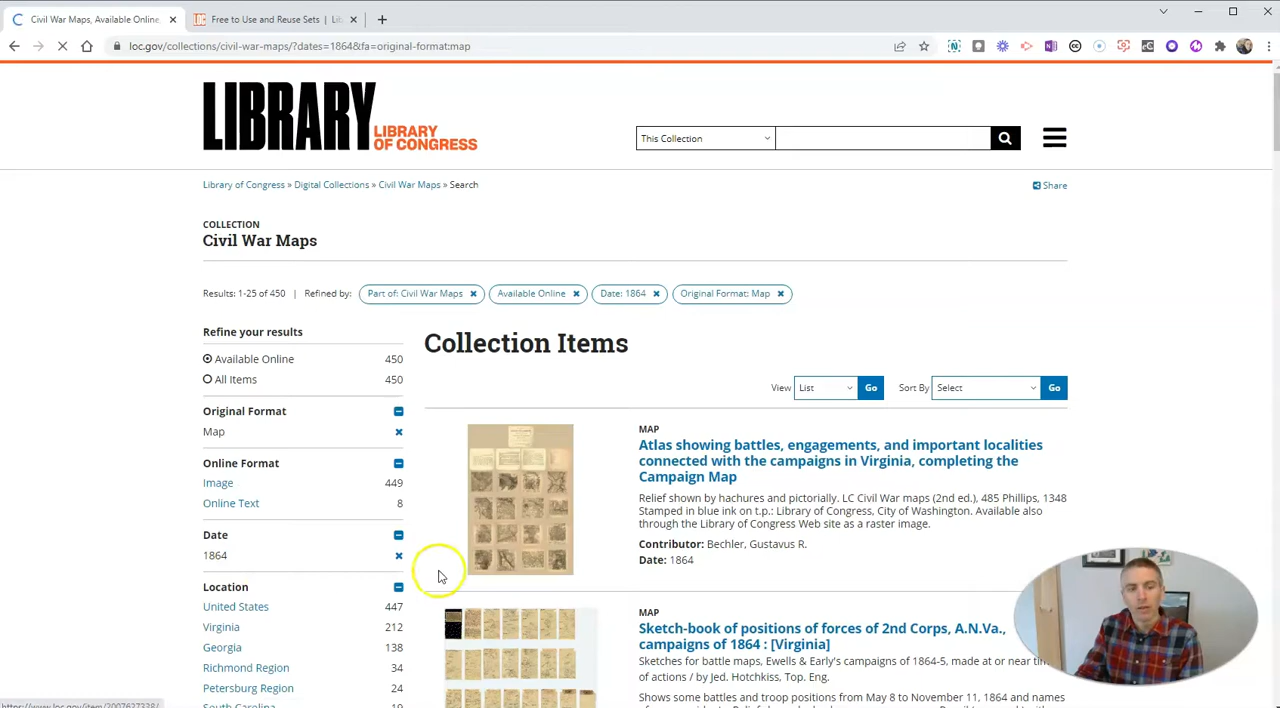 Civil War Maps, Available Online,
Free to Use and Reuse Sets | Lib
loc.gov/collections/civil-war-maps/?dates=1864&fa=original-format:map
LIBRARY
LIBRARY
OF CONGRESS
This Collection
Library of Congress » Digital Collections » Civil War Maps » Search
Share
COLLECTION
Civil War Maps
Results: 1-25 of 450 | Refined by: Part of: Civil War Maps Available Online Date: 1864 Original Format: Map
Refine your results
Available Online 450
All Items 450
Original Format
Map
Online Format
Image 449
Online Text 8
Date
1864
Location
United States 447
Virginia 212
Georgia 138
Richmond Region 34
Petersburg Region 24
South Carolina 19
Collection Items
View List Go Sort By Select Go
MAP
Atlas showing battles, engagements, and important localities
connected with the campaigns in Virginia, completing the
Campaign Map
Relief shown by hachures and pictorially. LC Civil War maps (2nd ed.), 485 Phillips, 1348
Stamped in blue ink on t.p.: Library of Congress, City of Washington. Available also
through the Library of Congress Web site as a raster image.
Contributor: Bechler, Gustavus R.
Date: 1864
MAP
Sketch-book of positions of forces of 2nd Corps, A.N.Va.,
campaigns of 1864 : [Virginia]
Sketches for battle maps, Ewells & Early's campaigns of 1864-5, made at or near tim
of actions / by Jed. Hotchkiss, Top. Eng.
Shows some battles and troop positions from May 8 to November 11, 1864 and names
https://www.loc.gov/item/2007637338/